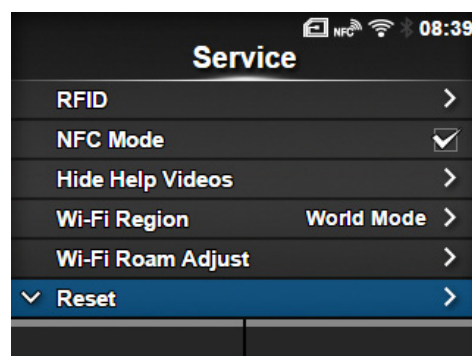 NFC 08:39
Service
RFID
NFC Mode
Hide Help Videos
Wi-Fi Region World Mode
Wi-Fi Roam Adjust
Reset